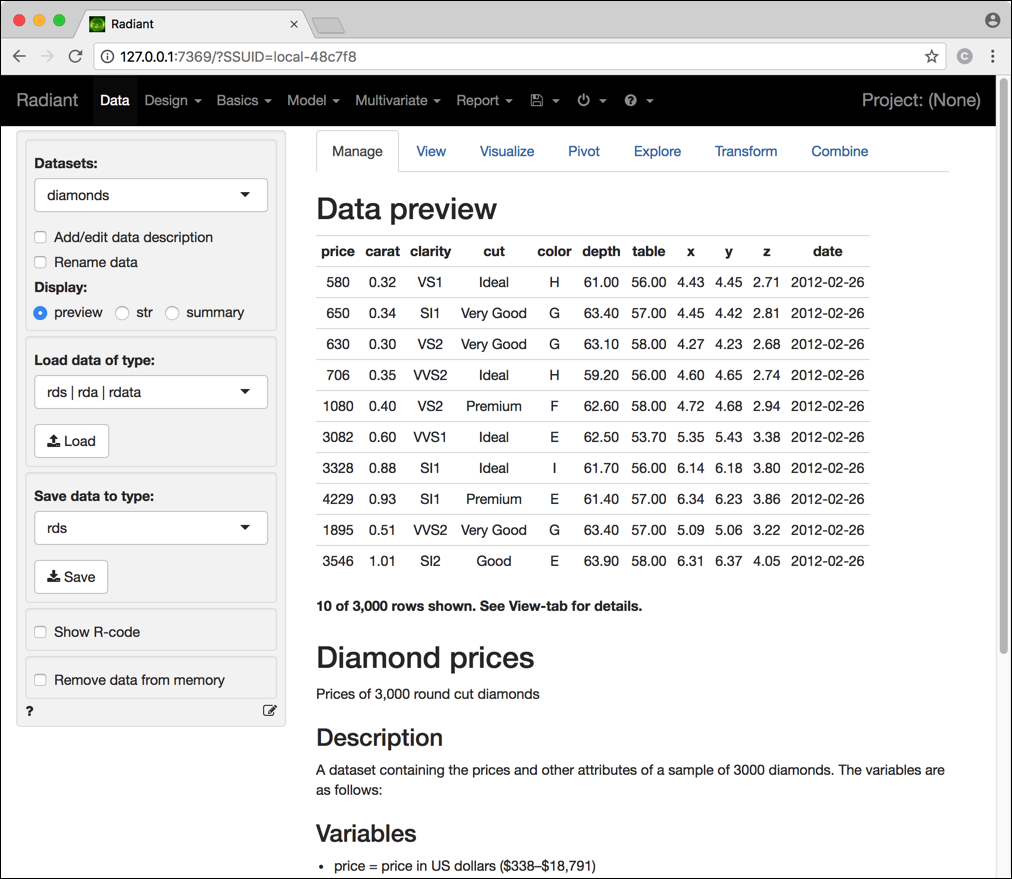 Radiant
127.0.0.1:7369/?SSUID=local-48c7f8
C
Radiant Data Design Basics Model Multivariate Report Project: (None)
Datasets:
diamonds
Add/edit data description
Rename data
Display:
preview str summary
Load data of type:
rds | rda | rdata
Load
Save data to type:
rds
Save
Show R-code
Remove data from memory
?
Manage View Visualize Pivot Explore Transform Combine
Data preview
price carat clarity cut color depth table x y z date
580 0.32 VS1 Ideal H 61.00 56.00 4.43 4.45 2.71 2012-02-26
650 0.34 SI1 Very Good G 63.40 57.00 4.45 4.42 2.81 2012-02-26
630 0.30 VS2 Very Good G 63.10 58.00 4.27 4.23 2.68 2012-02-26
706 0.35 VVS2 Ideal H 59.20 56.00 4.60 4.65 2.74 2012-02-26
1080 0.40 VS2 Premium F 62.60 58.00 4.72 4.68 2.94 2012-02-26
3082 0.60 VVS1 Ideal E 62.50 53.70 5.35 5.43 3.38 2012-02-26
3328 0.88 SI1 Ideal I 61.70 56.00 6.14 6.18 3.80 2012-02-26
4229 0.93 SI1 Premium E 61.40 57.00 6.34 6.23 3.86 2012-02-26
1895 0.51 VVS2 Very Good G 63.40 57.00 5.09 5.06 3.22 2012-02-26
3546 1.01 SI2 Good E 63.90 58.00 6.31 6.37 4.05 2012-02-26
10 of 3,000 rows shown. See View-tab for details.
Diamond prices
Prices of 3,000 round cut diamonds
Description
A dataset containing the prices and other attributes of a sample of 3000 diamonds. The variables are
as follows:
Variables
• price = price in US dollars ($338–$18,791)